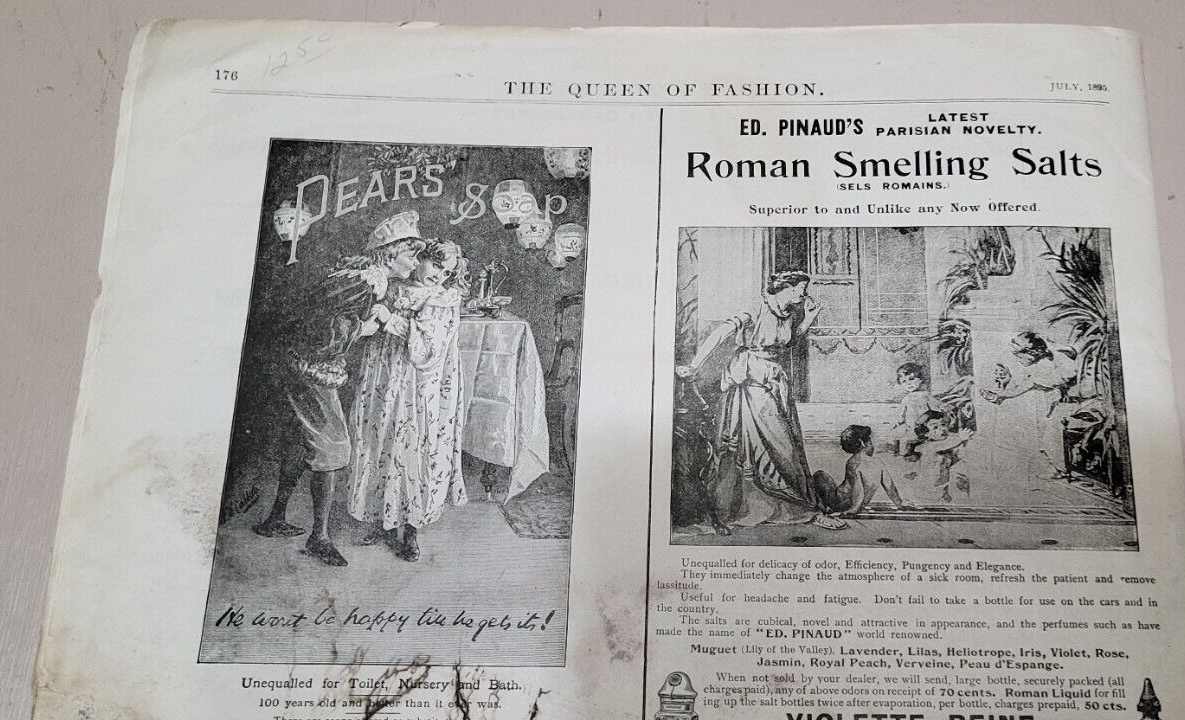 176
1250
THE QUEEN OF FASHION.
JULY, 1895.
PEARS' Soap
He wont be happy till he gets it!
Unequalled for Toilet, Nursery and Bath.
100 years old and better than it ever was.
ED. PINAUD'S
LATEST
PARISIAN NOVELTY.
Roman Smelling Salts
(SELS ROMAINS.)
Superior to and Unlike any Now Offered.
Unequalled for delicacy of odor, Efficiency, Pungency and Elegance.
They immediately change the atmosphere of a sick room, refresh the patient and remove
lassitude.
Useful for headache and fatigue. Don't fail to take a bottle for use on the cars and in
the country.
The salts are cubical, novel and attractive in appearance, and the perfumes such as have
made the name of "ED. PINAUD" world renowned.
Muguet (Lily of the Valley), Lavender, Lilas, Heliotrope, Iris, Violet, Rose,
Jasmin, Royal Peach, Verveine, Peau d'Espange.
When not sold by your dealer, we will send, large bottle, securely packed (all
charges paid), any of above odors on receipt of 70 cents. Roman Liquid for fill
ing up the salt bottles twice after evaporation, per bottle, charges prepaid, 50 cts.
VIOLETTE REINE